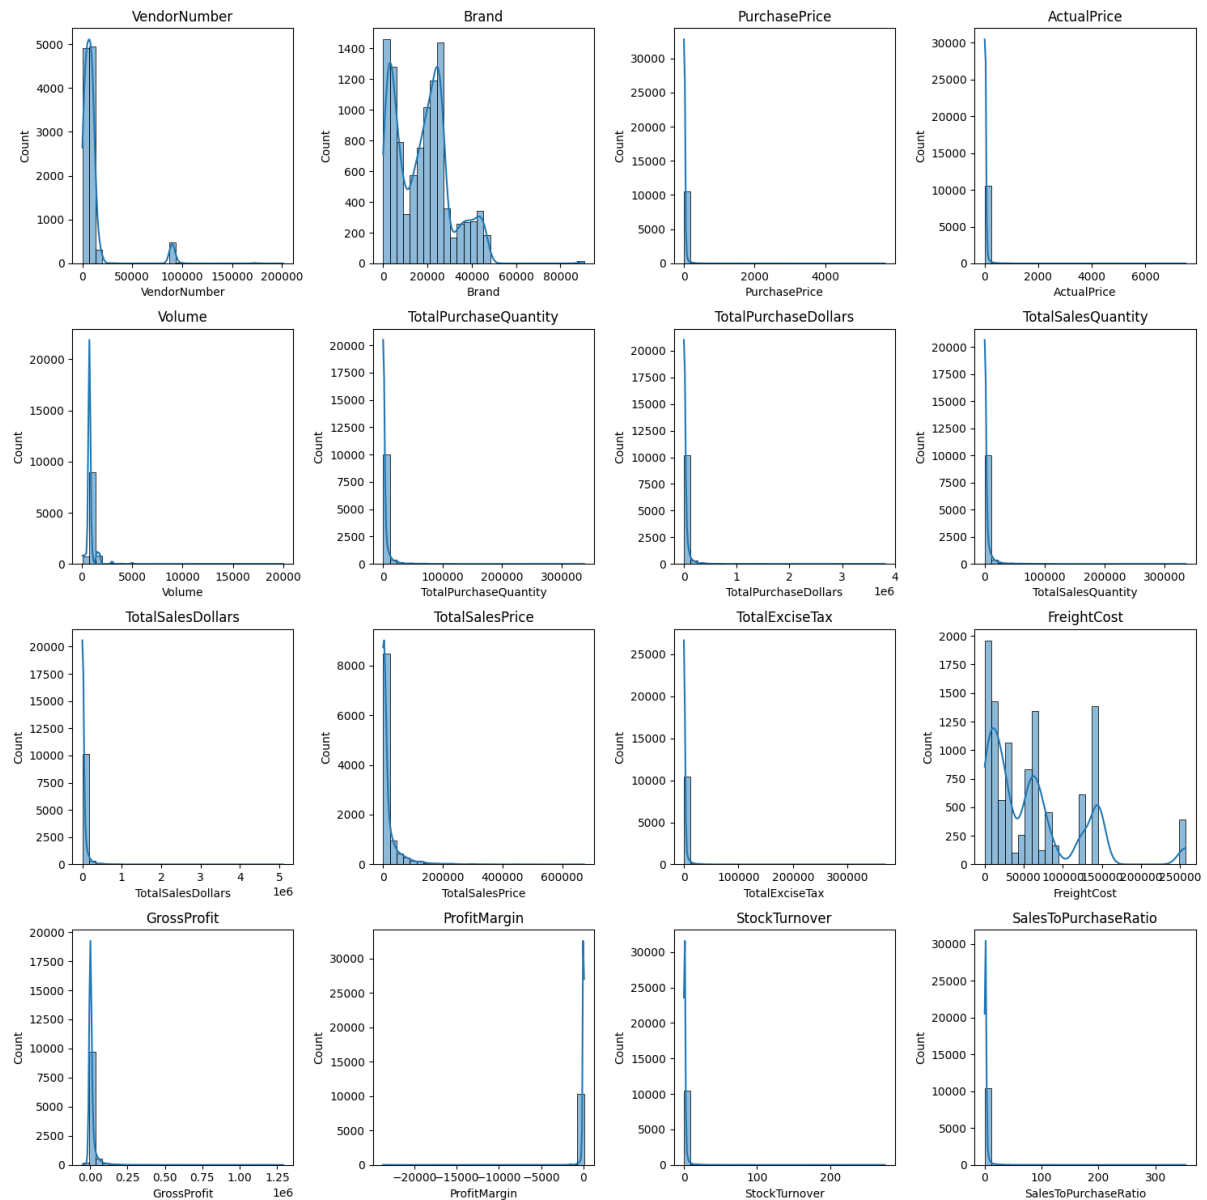 VendorNumber
5000
4000
3000
2000
1000
0
Count
0 50000 100000 150000 200000
VendorNumber
Brand
1400
1200
1000
800
600
400
200
0
Count
0 20000 40000 60000 80000
Brand
PurchasePrice
30000
25000
20000
15000
10000
5000
0
Count
0 2000 4000
PurchasePrice
ActualPrice
30000
25000
20000
15000
10000
5000
0
Count
0 2000 4000 6000
ActualPrice
Volume
20000
15000
10000
5000
0
Count
0 5000 10000 15000 20000
Volume
TotalPurchaseQuantity
20000
17500
15000
12500
10000
7500
5000
2500
0
Count
0 100000 200000 300000
TotalPurchaseQuantity
TotalPurchaseDollars
20000
17500
15000
12500
10000
7500
5000
2500
0
Count
0 1 2 3 4
1e6
TotalPurchaseDollars
TotalSalesQuantity
20000
17500
15000
12500
10000
7500
5000
2500
0
Count
0 100000 200000 300000
TotalSalesQuantity
TotalSalesDollars
20000
17500
15000
12500
10000
7500
5000
2500
0
Count
0 1 2 3 4 5
1e6
TotalSalesDollars
TotalSalesPrice
8000
6000
4000
2000
0
Count
0 200000 400000 600000
TotalSalesPrice
TotalExciseTax
25000
20000
15000
10000
5000
0
Count
0 100000 200000 300000
TotalExciseTax
FreightCost
2000
1750
1500
1250
1000
750
500
250
0
Count
0 50000 100000 150000 200000 250000
FreightCost
GrossProfit
20000
17500
15000
12500
10000
7500
5000
2500
0
Count
0.00 0.25 0.50 0.75 1.00 1.25
1e6
GrossProfit
ProfitMargin
30000
25000
20000
15000
10000
5000
0
Count
−20000 −15000 −10000 −5000 0
ProfitMargin
StockTurnover
30000
25000
20000
15000
10000
5000
0
Count
0 100 200
StockTurnover
SalesToPurchaseRatio
30000
25000
20000
15000
10000
5000
0
Count
0 100 200 300
SalesToPurchaseRatio